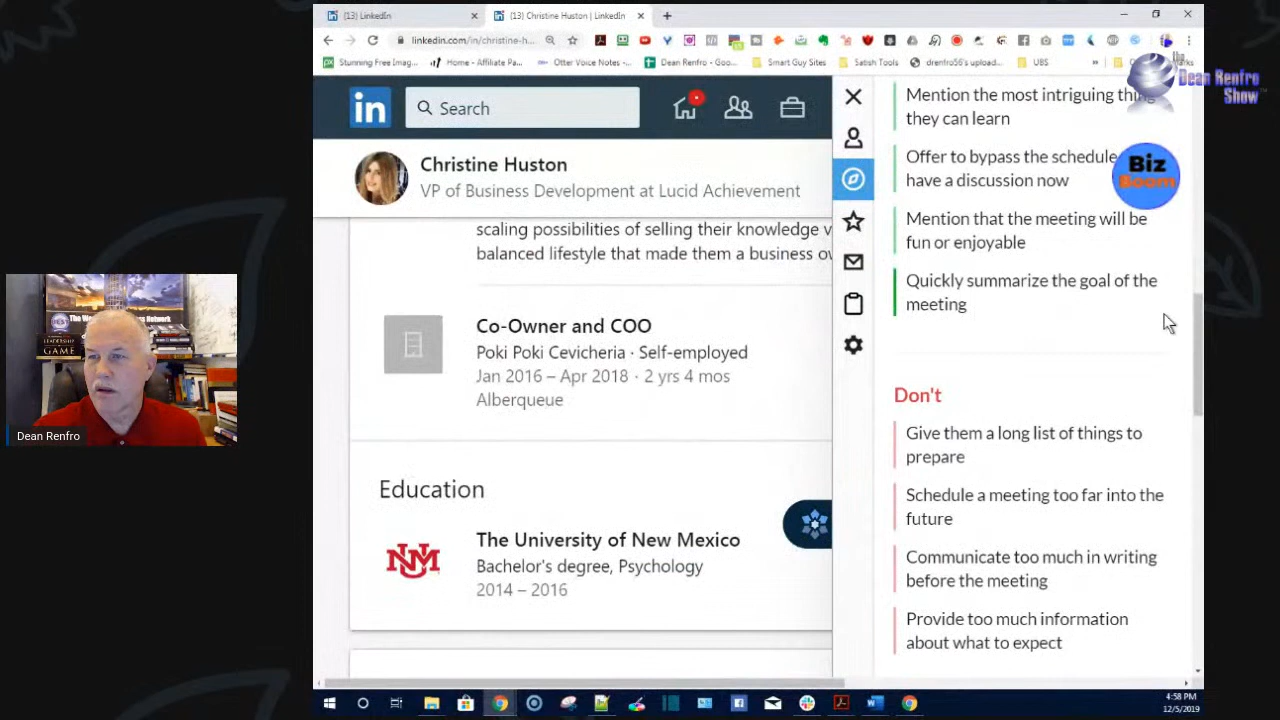 (13) LinkedIn
(13) Christine Huston | LinkedIn
linkedin.com/in/christine-h...
Stunning Free Imag...
Home - Affiliate Pa...
Otter Voice Notes -...
Dean Renfro - Goo...
Smart Guy Sites
Satish Tools
drenfro56's upload...
UBS
Dean Renfro
Show
in
Search
Christine Huston
VP of Business Development at Lucid Achievement
scaling possibilities of selling their knowledge v
balanced lifestyle that made them a business ow
Co-Owner and COO
Poki Poki Cevicheria · Self-employed
Jan 2016 – Apr 2018 · 2 yrs 4 mos
Alberqueue
Education
The University of New Mexico
Bachelor's degree, Psychology
2014 – 2016
Mention the most intriguing thing
they can learn
Offer to bypass the schedule
have a discussion now
Biz
Boom
Mention that the meeting will be
fun or enjoyable
Quickly summarize the goal of the
meeting
Don't
Give them a long list of things to
prepare
Schedule a meeting too far into the
future
Communicate too much in writing
before the meeting
Provide too much information
about what to expect
LEADERSHIP
GAME
Dean Renfro
4:58 PM
12/5/2019